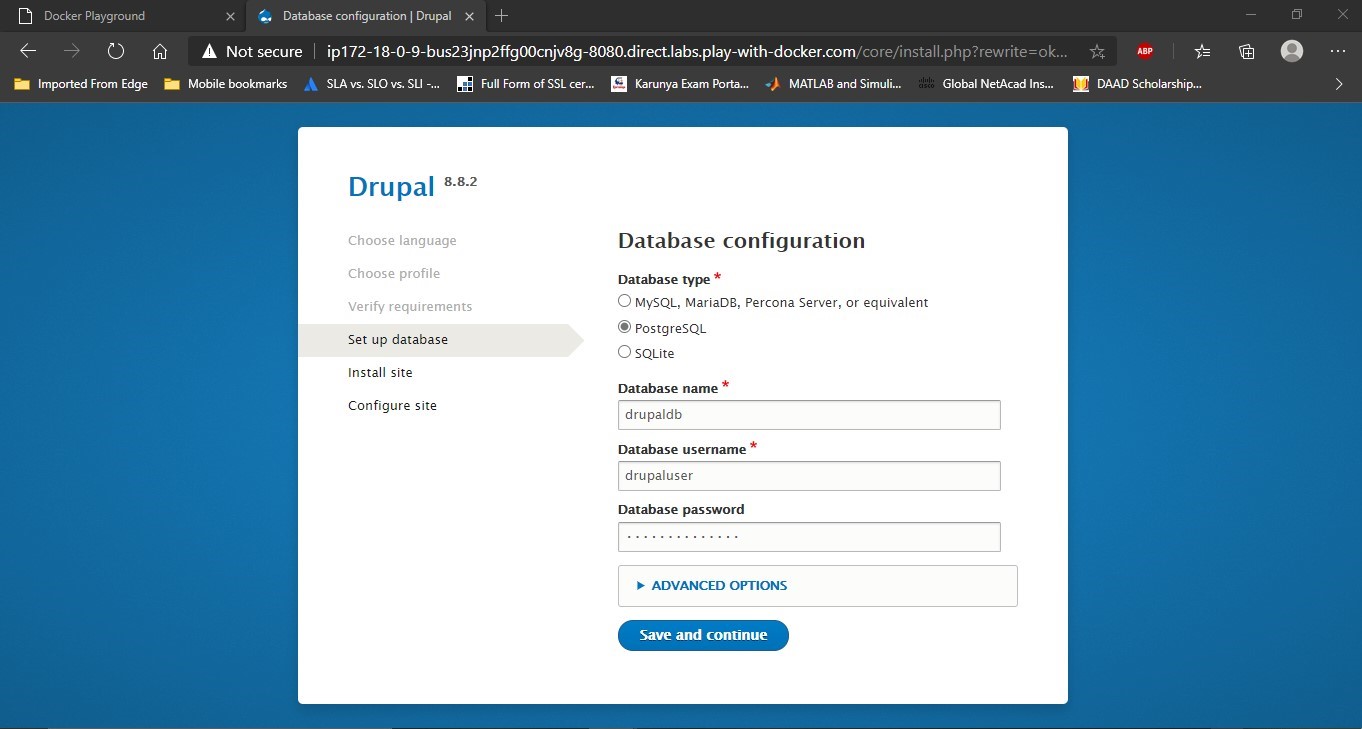 Docker Playground
Database configuration | Drupal
Not secure | ip172-18-0-9-bus23jnp2ffg00cnjv8g-8080.direct.labs.play-with-docker.com/core/install.php?rewrite=ok...
ABP
Imported From Edge
Mobile bookmarks
SLA vs. SLO vs. SLI -...
Full Form of SSL cer...
Karunya Exam Porta...
MATLAB and Simuli...
Global NetAcad Ins...
DAAD Scholarship...
Drupal 8.8.2
Choose language
Choose profile
Verify requirements
Set up database
Install site
Configure site
Database configuration
Database type *
MySQL, MariaDB, Percona Server, or equivalent
PostgreSQL
SQLite
Database name *
drupaldb
Database username *
drupaluser
Database password
··············
ADVANCED OPTIONS
Save and continue